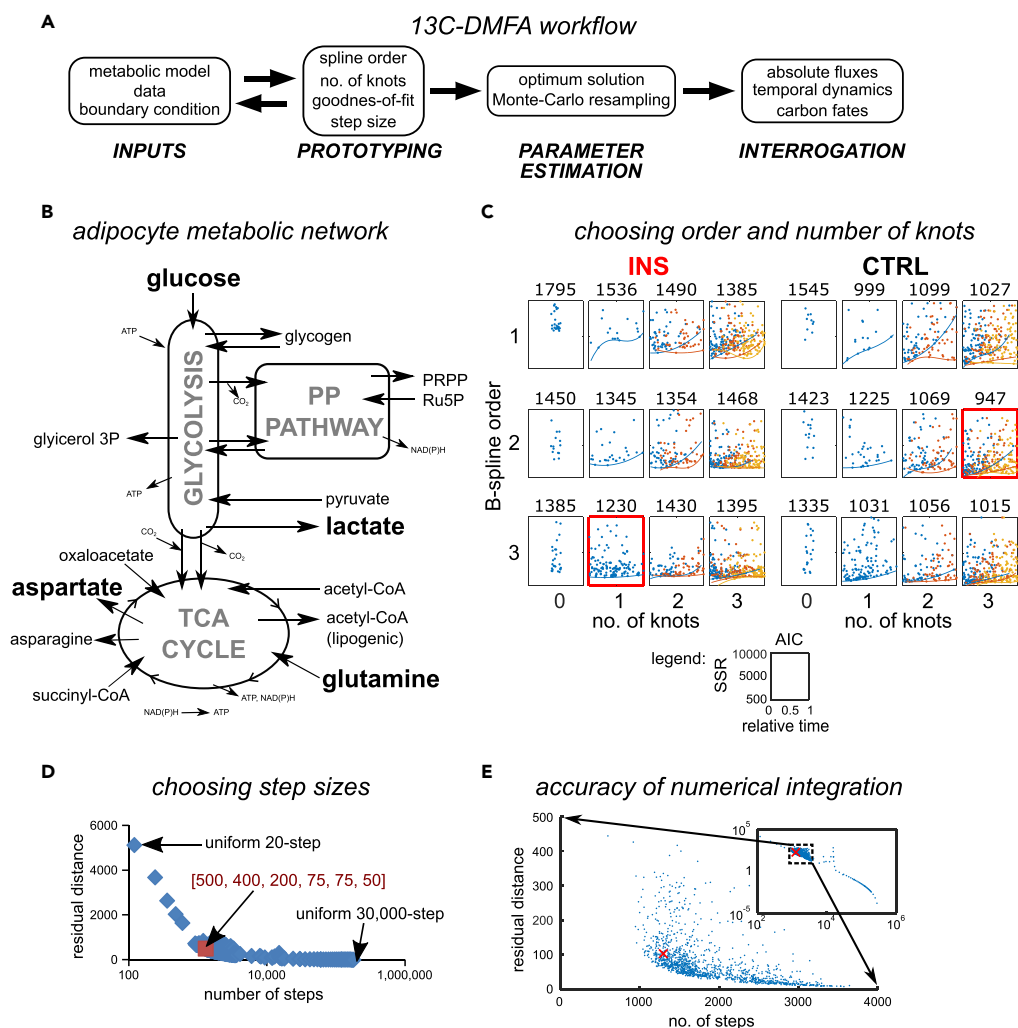 A
13C-DMFA workflow
metabolic model
data
boundary condition
INPUTS
spline order
no. of knots
goodnes-of-fit
step size
PROTOTYPING
optimum solution
Monte-Carlo resampling
PARAMETER
ESTIMATION
absolute fluxes
temporal dynamics
carbon fates
INTERROGATION
B
adipocyte metabolic network
glucose
ATP
glycogen
GLYCOLYSIS
CO2
PP
PATHWAY
PRPP
Ru5P
NAD(P)H
glyicerol 3P
ATP
pyruvate
lactate
CO2
CO2
oxaloacetate
aspartate
acetyl-CoA
TCA
CYCLE
acetyl-CoA
(lipogenic)
asparagine
glutamine
succinyl-CoA
ATP, NAD(P)H
NAD(P)H
ATP
C
choosing order and number of knots
INS
CTRL
1795 1536 1490 1385 1545 999 1099 1027
1
1450 1345 1354 1468 1423 1225 1069 947
2
1385 1230 1430 1395 1335 1031 1056 1015
3
B-spline order
0 1 2 3 0 1 2 3
no. of knots
no. of knots
legend:
AIC
SSR
10000
5000
500
0 0.5 1
relative time
D
choosing step sizes
residual distance
6000
4000
2000
0
uniform 20-step
[500, 400, 200, 75, 75, 50]
uniform 30,000-step
100 10,000 1,000,000
number of steps
E
accuracy of numerical integration
residual distance
500
400
300
200
100
0
0 1000 2000 3000 4000
no. of steps
10^5
1
10^-5
10^2 10^4 10^6